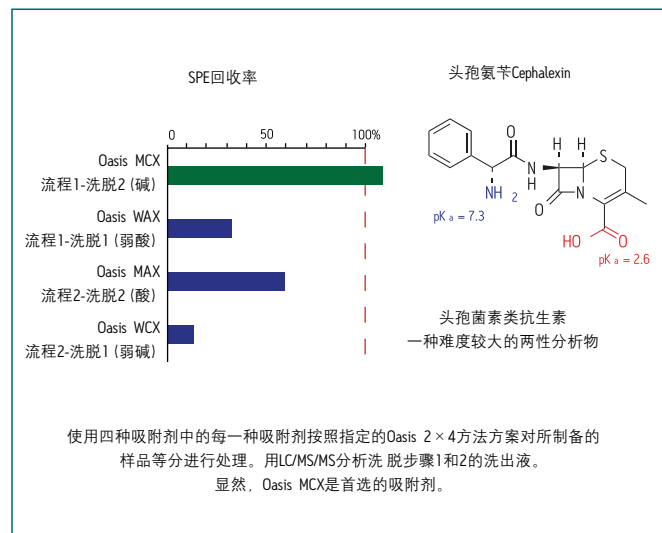 SPE回收率
头孢氨苄Cephalexin
0 50 100%
Oasis MCX
流程1-洗脱2 (碱)
Oasis WAX
流程1-洗脱1 (弱酸)
Oasis MAX
流程2-洗脱2 (酸)
Oasis WCX
流程2-洗脱1 (弱碱)
O
H
H
S
N
H
NH 2
O
N
pK a = 7.3
HO
O
pK a = 2.6
头孢菌素类抗生素
一种难度较大的两性分析物
使用四种吸附剂中的每一种吸附剂按照指定的Oasis 2×4方法方案对所制备的
样品等分进行处理。用LC/MS/MS分析洗 脱步骤1和2的洗出液。
显然, Oasis MCX是首选的吸附剂。